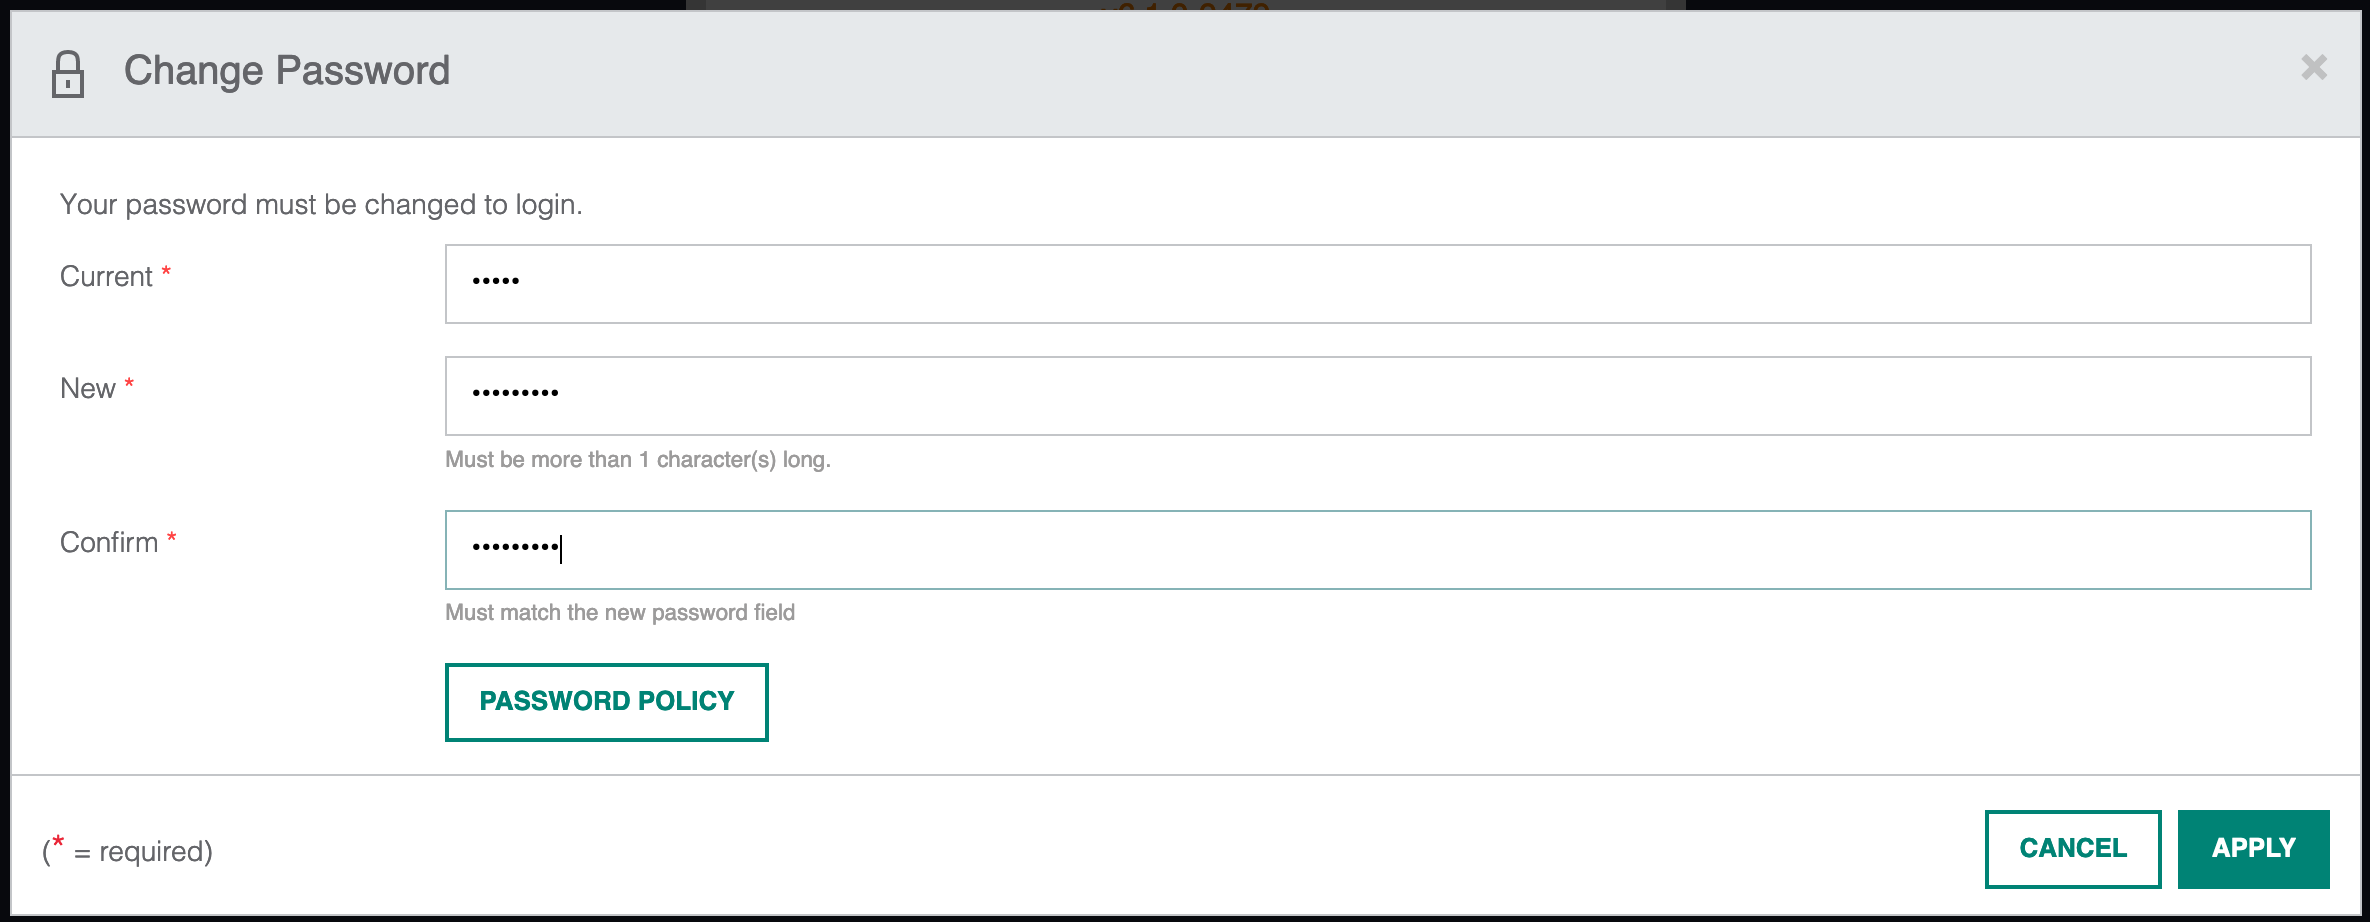 Change Password
Your password must be changed to login.
Current *
•••••
New *
•••••••••
Must be more than 1 character(s) long.
Confirm *
•••••••••
Must match the new password field
PASSWORD POLICY
(* = required)
CANCEL
APPLY